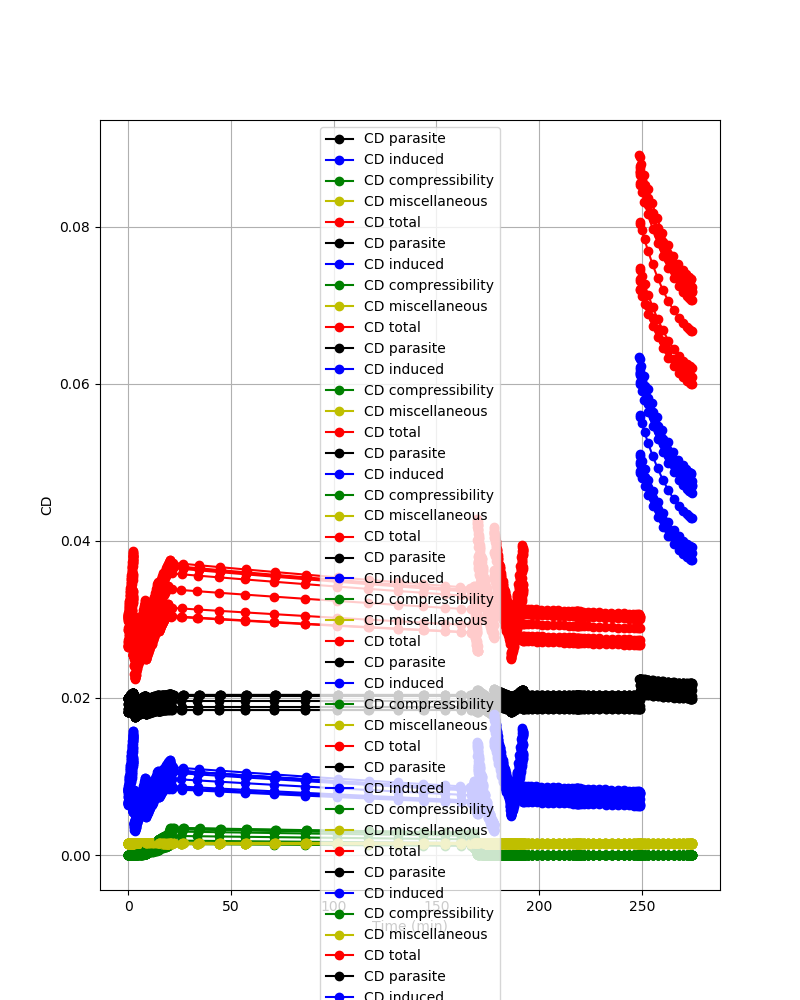 CD parasite
CD induced
CD compressibility
CD miscellaneous
CD total
CD parasite
CD induced
CD compressibility
CD miscellaneous
CD total
CD parasite
CD induced
CD compressibility
CD miscellaneous
CD total
CD parasite
CD induced
CD compressibility
CD miscellaneous
CD total
CD parasite
CD induced
CD compressibility
CD miscellaneous
CD total
CD parasite
CD induced
CD compressibility
CD miscellaneous
CD total
CD parasite
CD induced
CD compressibility
CD miscellaneous
CD total
CD parasite
CD induced
CD compressibility
CD miscellaneous
CD total
CD parasite
CD induced
0.08
0.06
0.04
0.02
0.00
CD
0 50 100 150 200 250
Time (min)